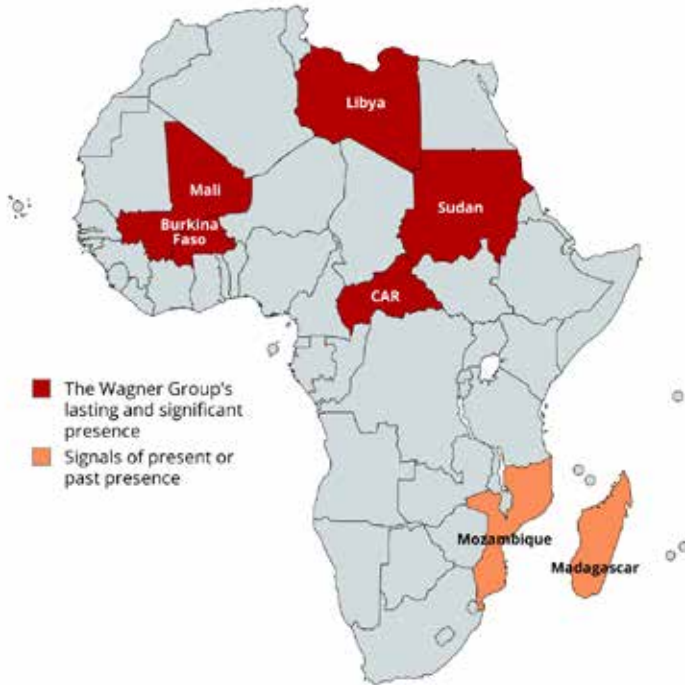 Libya
Mali
Burkina
Faso
Sudan
CAR
The Wagner Group's
lasting and significant
presence
Signals of present or
past presence
Mozambique
Madagascar